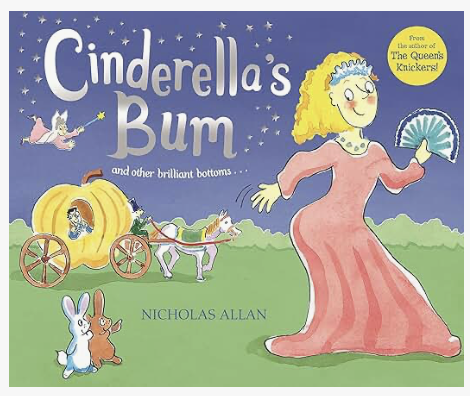 Cinderella's
Bum
and other brilliant bottoms...
From
the author of
The Queen's
Knickers!
NICHOLAS ALLAN